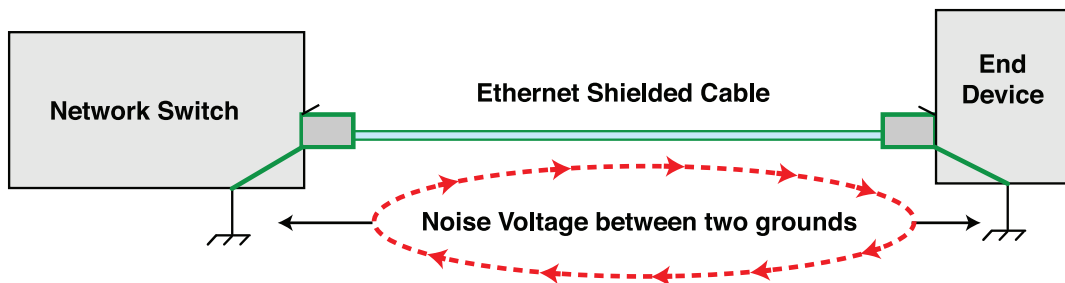 Network Switch
Ethernet Shielded Cable
End
Device
Noise Voltage between two grounds